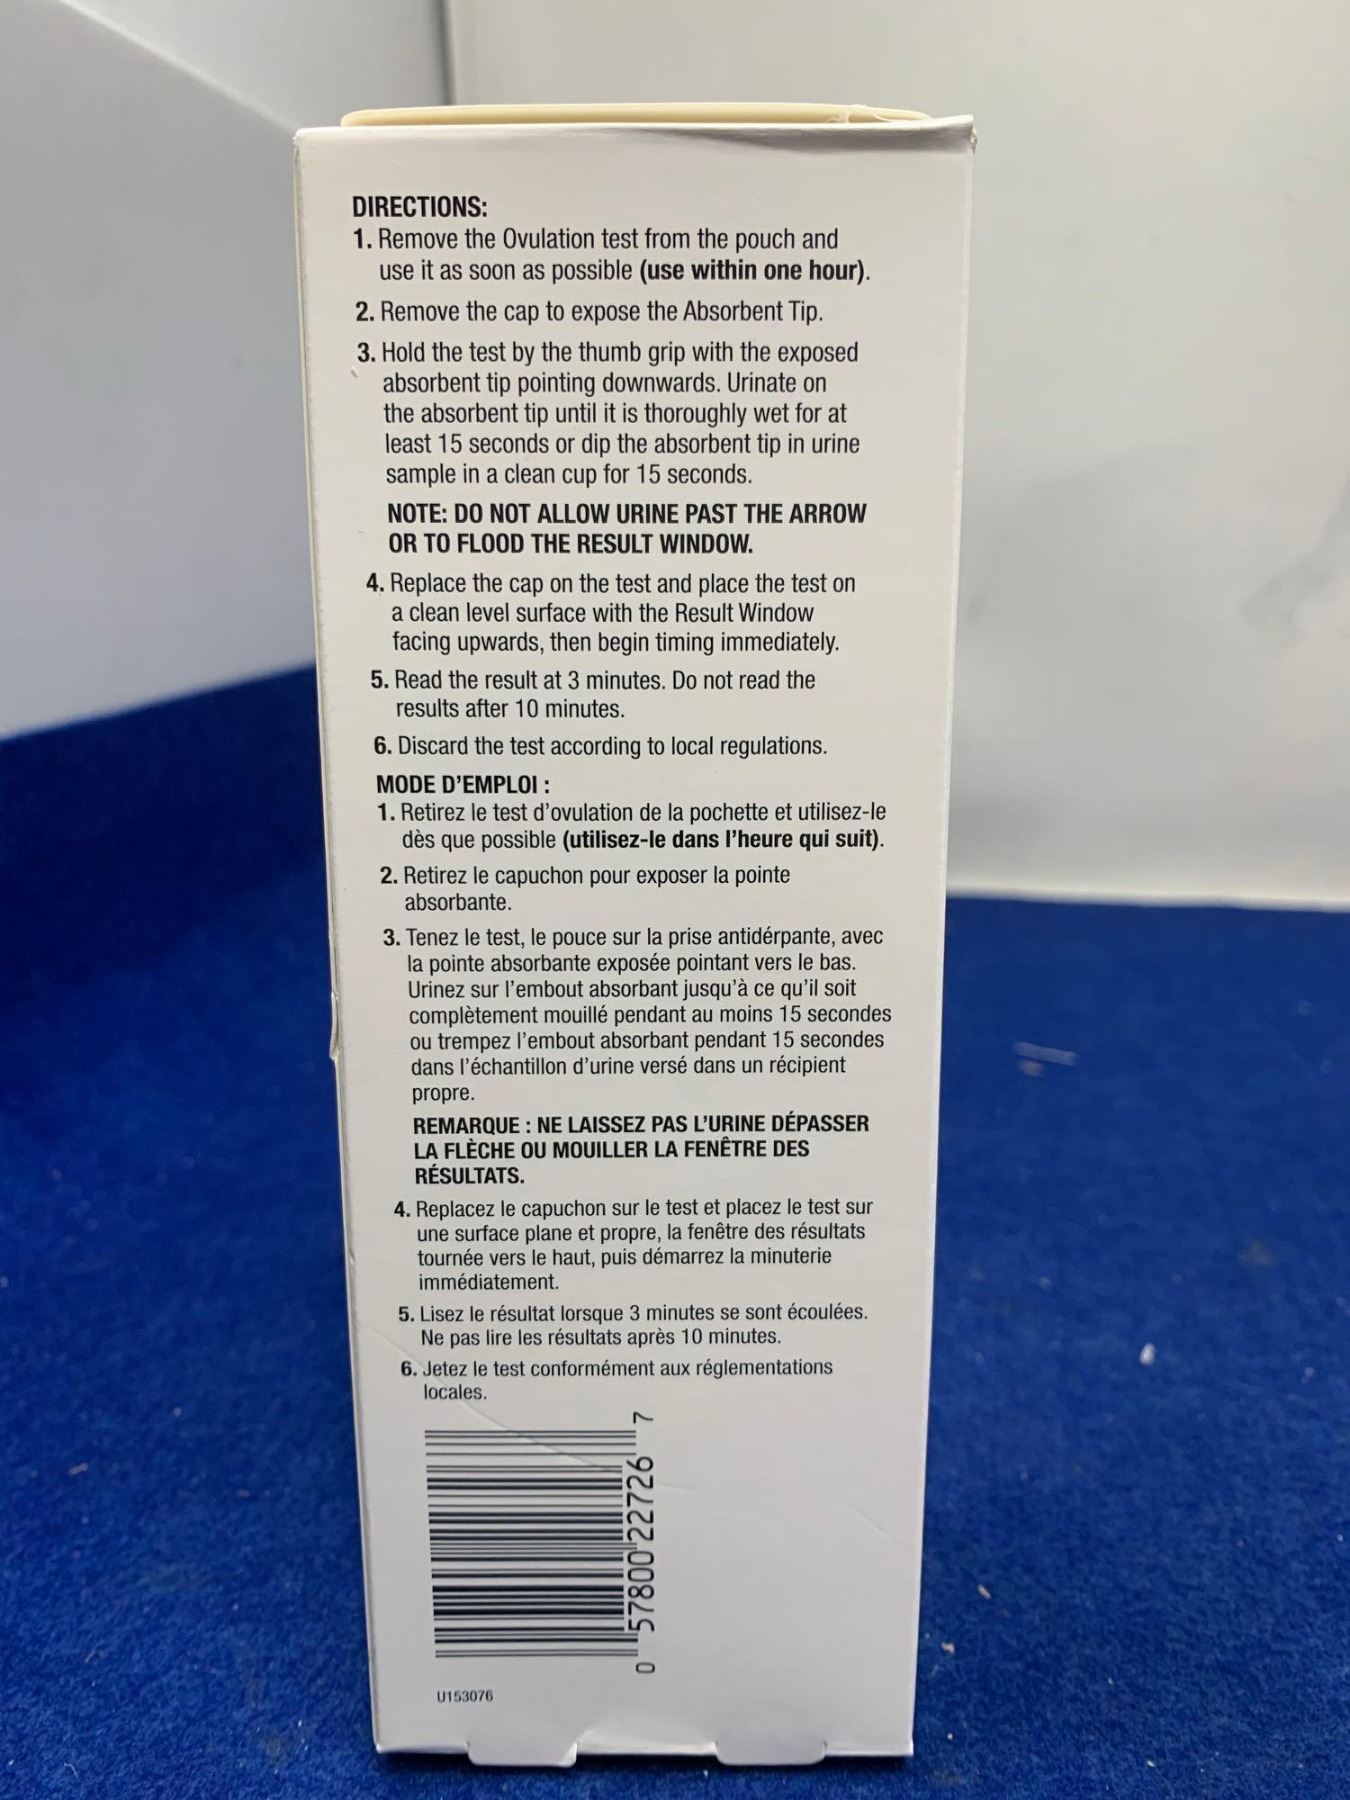 DIRECTIONS:
1. Remove the Ovulation test from the pouch and
use it as soon as possible (use within one hour).
2. Remove the cap to expose the Absorbent Tip.
3. Hold the test by the thumb grip with the exposed
absorbent tip pointing downwards. Urinate on
the absorbent tip until it is thoroughly wet for at
least 15 seconds or dip the absorbent tip in urine
sample in a clean cup for 15 seconds.
NOTE: DO NOT ALLOW URINE PAST THE ARROW
OR TO FLOOD THE RESULT WINDOW.
4. Replace the cap on the test and place the test on
a clean level surface with the Result Window
facing upwards, then begin timing immediately.
5. Read the result at 3 minutes. Do not read the
results after 10 minutes.
6. Discard the test according to local regulations.
MODE D'EMPLOI :
1. Retirez le test d'ovulation de la pochette et utilisez-le
dès que possible (utilisez-le dans l'heure qui suit).
2. Retirez le capuchon pour exposer la pointe
absorbante.
3. Tenez le test, le pouce sur la prise antidérpante, avec
la pointe absorbante exposée pointant vers le bas.
Urinez sur l'embout absorbant jusqu'à ce qu'il soit
complètement mouillé pendant au moins 15 secondes
ou trempez l'embout absorbant pendant 15 secondes
dans l'échantillon d'urine versé dans un récipient
propre.
REMARQUE : NE LAISSEZ PAS L'URINE DÉPASSER
LA FLÈCHE OU MOUILLER LA FENÊTRE DES
RÉSULTATS.
4. Replacez le capuchon sur le test et placez le test sur
une surface plane et propre, la fenêtre des résultats
tournée vers le haut, puis démarrez la minuterie
immédiatement.
5. Lisez le résultat lorsque 3 minutes se sont écoulées.
Ne pas lire les résultats après 10 minutes.
6. Jetez le test conformément aux réglementations
locales.
0 57800 22726 7
U153076